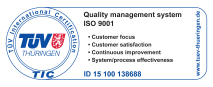 TÜV International Certification
TÜV
THÜRINGEN
TIC
Quality management system
ISO 9001
• Customer focus
• Customer satisfaction
• Continuous improvement
• System/process effectiveness
ID 15 100 138688
www.tuev-thueringen.de